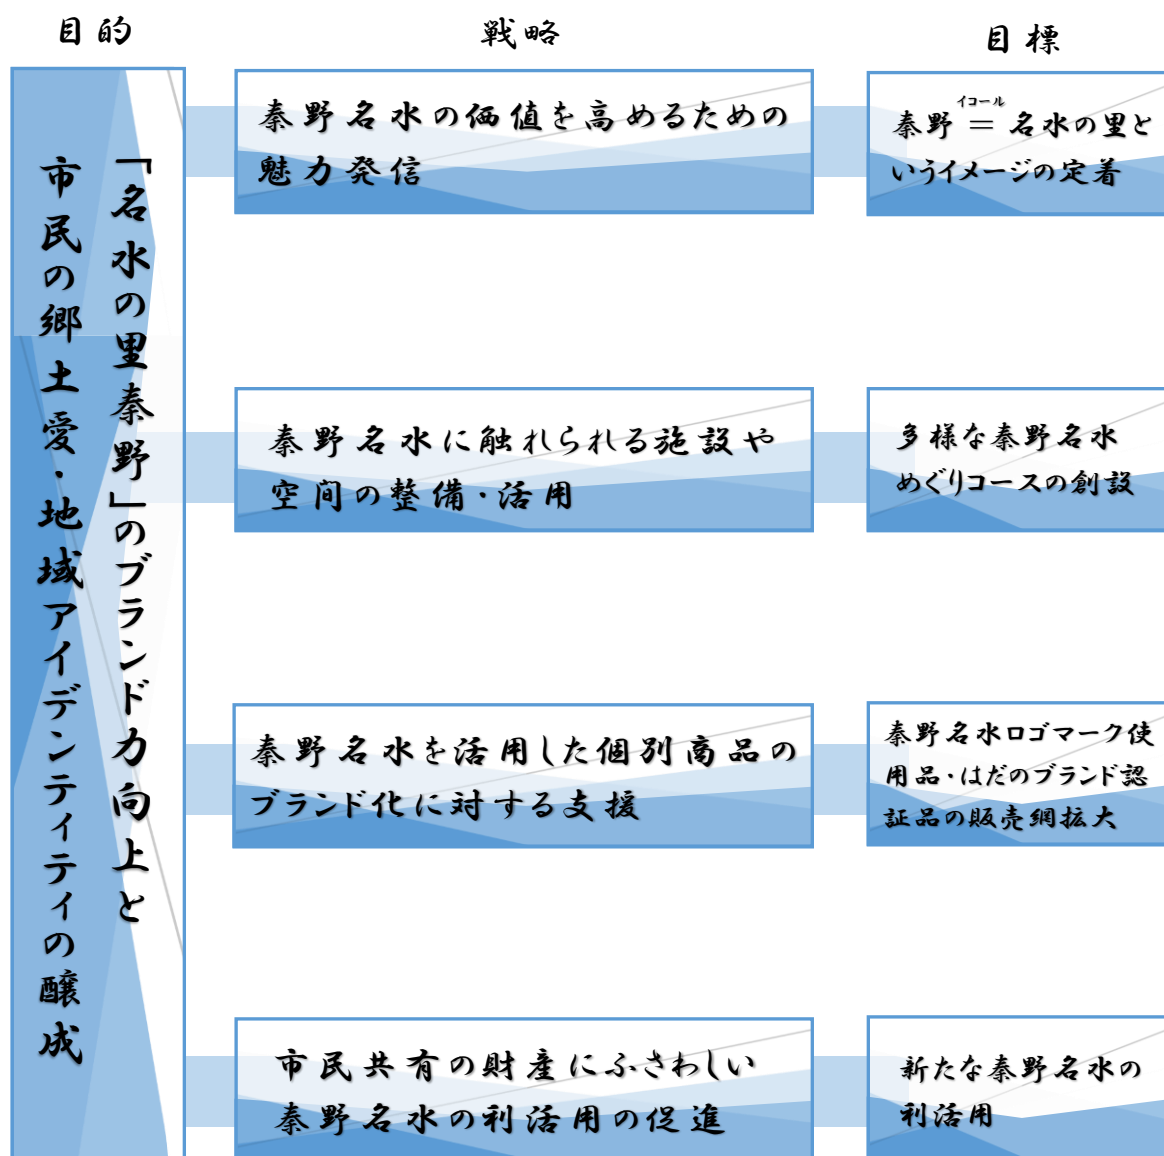 目的
戦略
目標
「名水の里秦野」のブランド力向上と
市民の郷土愛・地域アイデンティティの醸成
秦野名水の価値を高めるための
魅力発信
イコール
秦野＝名水の里と
いうイメージの定着
秦野名水に触れられる施設や
空間の整備・活用
多様な秦野名水
めぐりコースの創設
秦野名水を活用した個別商品の
ブランド化に対する支援
秦野名水ロゴマーク使
用品・はだのブランド認
証品の販売網拡大
市民共有の財産にふさわしい
秦野名水の利活用の促進
新たな秦野名水の
利活用